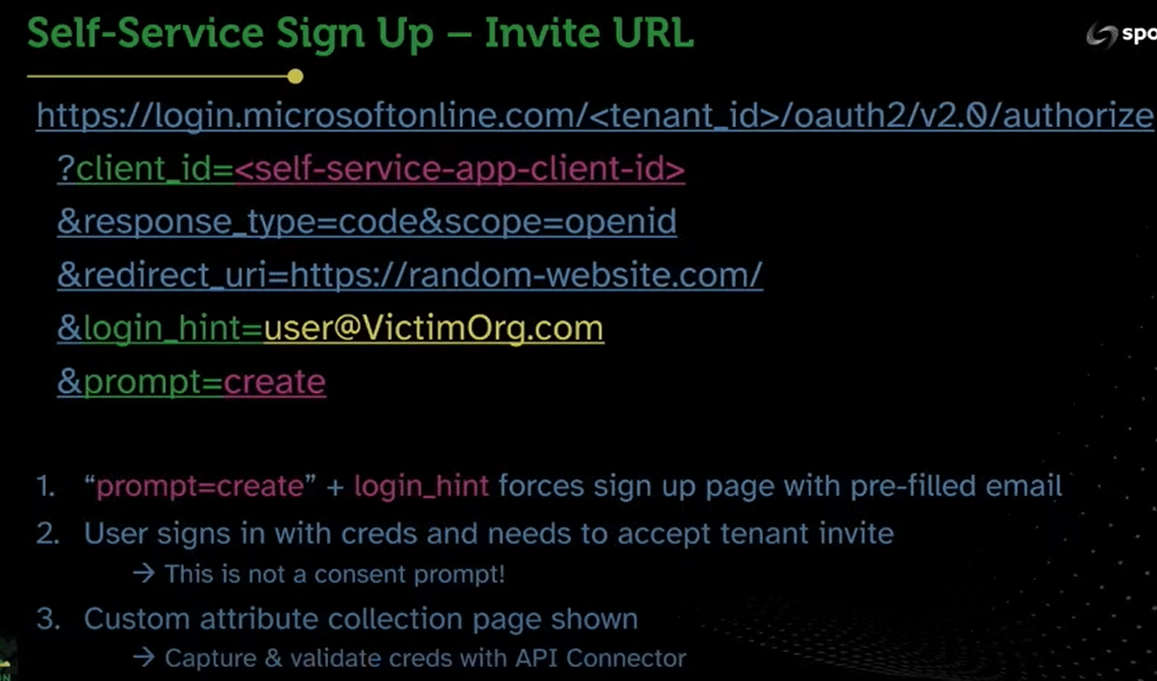 Self-Service Sign Up – Invite URL
spo
https://login.microsoftonline.com/<tenant_id>/oauth2/v2.0/authorize
?client_id=<self-service-app-client-id>
&response_type=code&scope=openid
&redirect_uri=https://random-website.com/
&login_hint=user@VictimOrg.com
&prompt=create
1. “prompt=create” + login_hint forces sign up page with pre-filled email
2. User signs in with creds and needs to accept tenant invite
→ This is not a consent prompt!
3. Custom attribute collection page shown
→ Capture & validate creds with API Connector